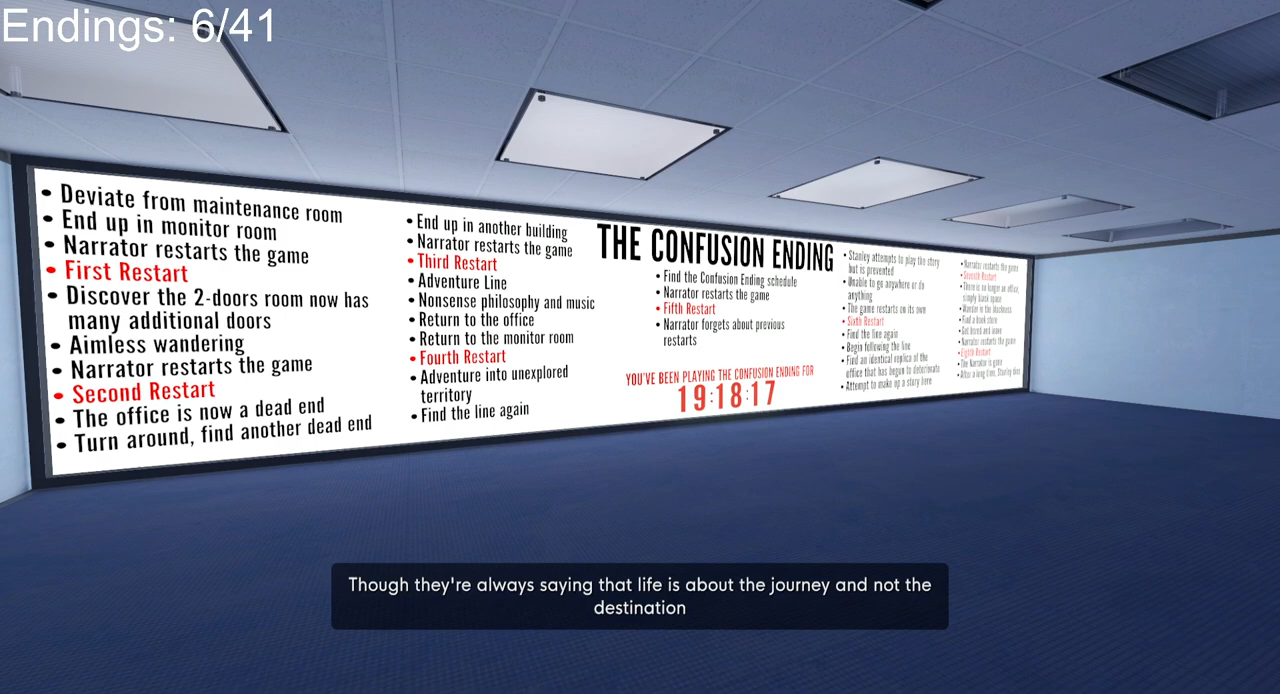 Endings: 6/41
• Deviate from maintenance room
• End up in monitor room
• Narrator restarts the game
• First Restart
• Discover the 2-doors room now has
many additional doors
• Aimless wandering
• Narrator restarts the game
• Second Restart
• The office is now a dead end
• Turn around, find another dead end
• End up in another building
• Narrator restarts the game
• Third Restart
• Adventure Line
• Nonsense philosophy and music
• Return to the office
• Return to the monitor room
• Fourth Restart
• Adventure into unexplored
territory
• Find the line again
THE CONFUSION ENDING
• Find the Confusion Ending schedule
• Narrator restarts the game
• Fifth Restart
• Narrator forgets about previous
restarts
YOU'VE BEEN PLAYING THE CONFUSION ENDING FOR
19:18:17
• Stanley attempts to play the story
but is prevented
• Unable to go anywhere or do
anything
• The game restarts on its own
• Sixth Restart
• Find the line again
• Begin following the line
• Find an identical replica of the
office that has begun to deteriorate
• Attempt to make up a story here
• Narrator restarts the game
• Seventh Restart
• There is no longer an office,
simply black space
• Wander in the blackness
• Find a book store
• Get bored and leave
• Narrator restarts the game
• Eighth Restart
• The Narrator is gone
• After a long time, Stanley dies
Though they're always saying that life is about the journey and not the
destination